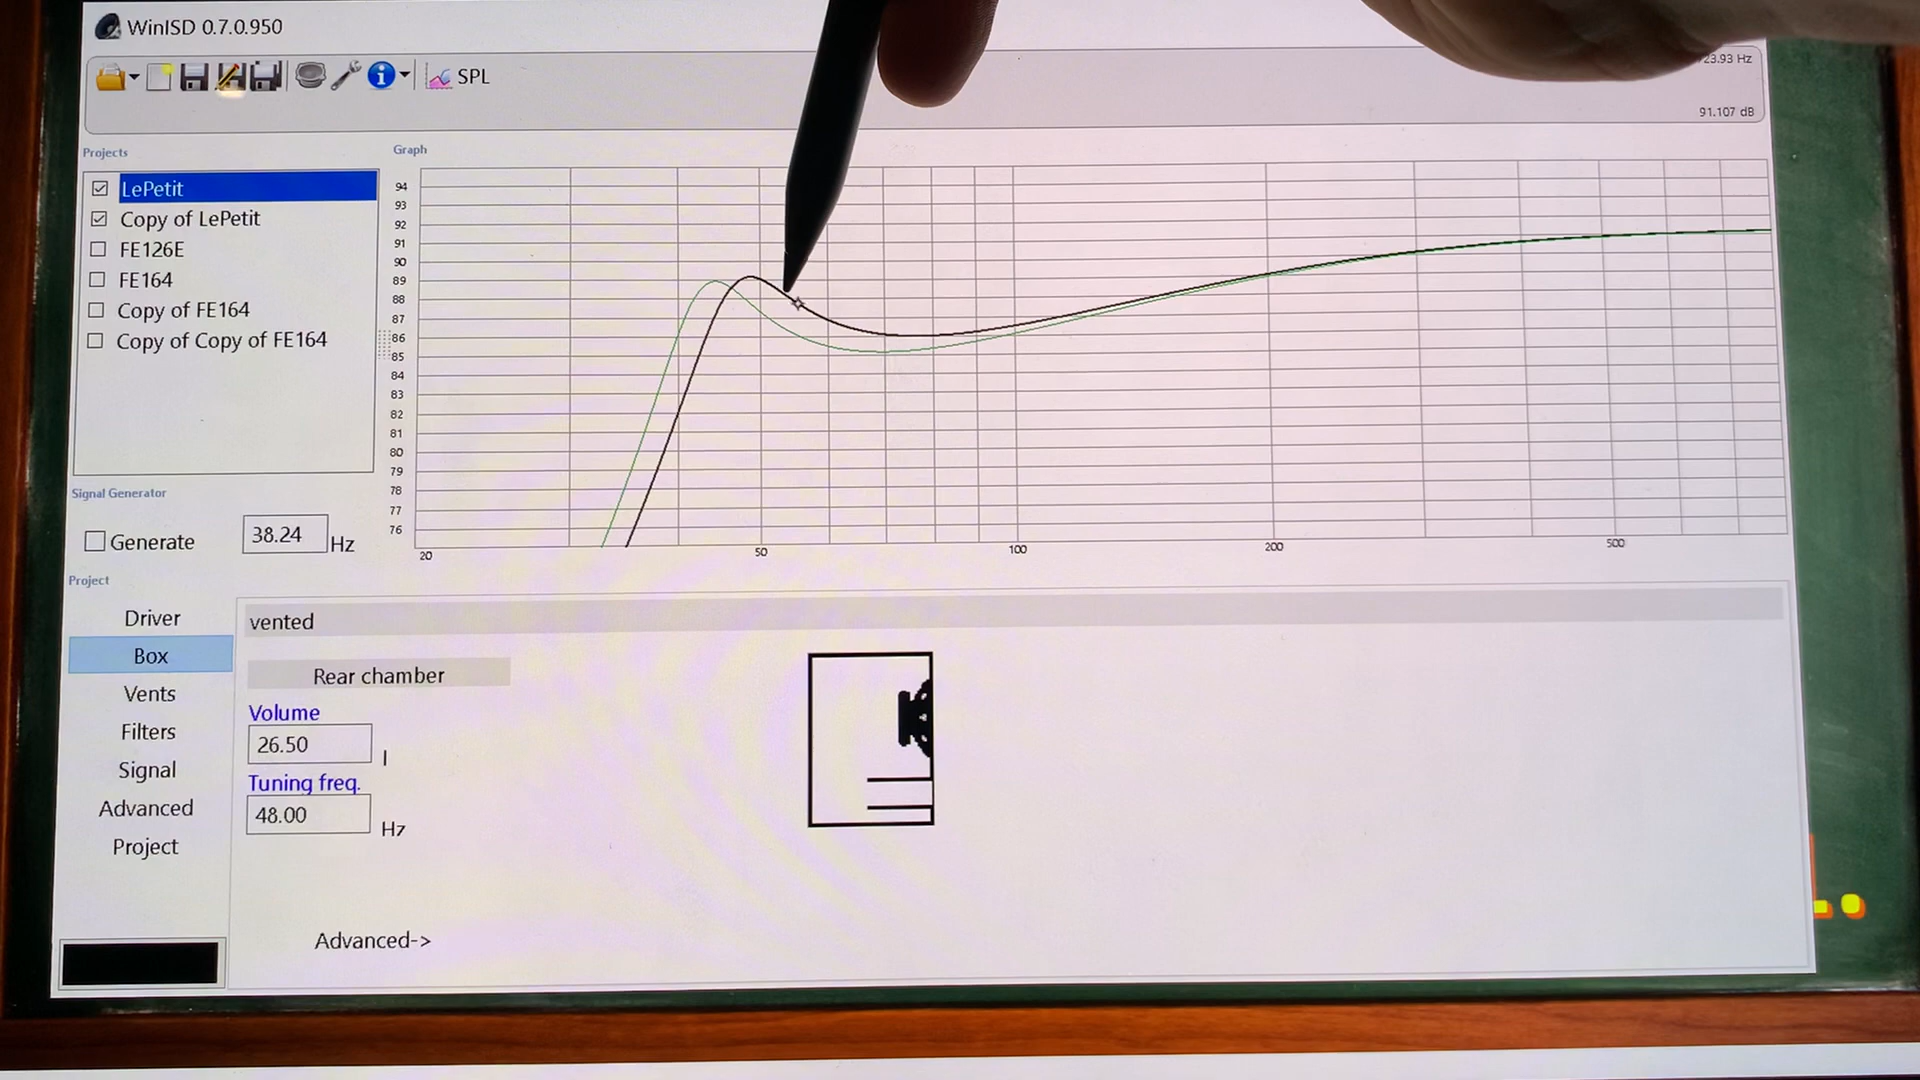 WinISD 0.7.0.950
SPL
23.93 Hz
91.107 dB
Projects
LePetit
Copy of LePetit
FE126E
FE164
Copy of FE164
Copy of Copy of FE164
Graph
94
93
92
91
90
89
88
87
86
85
84
83
82
81
80
79
78
77
76
20 50 100 200 500
Signal Generator
Generate 38.24 Hz
Project
Driver
Box
Vents
Filters
Signal
Advanced
Project
vented
Rear chamber
Volume
26.50 l
Tuning freq.
48.00 Hz
Advanced->